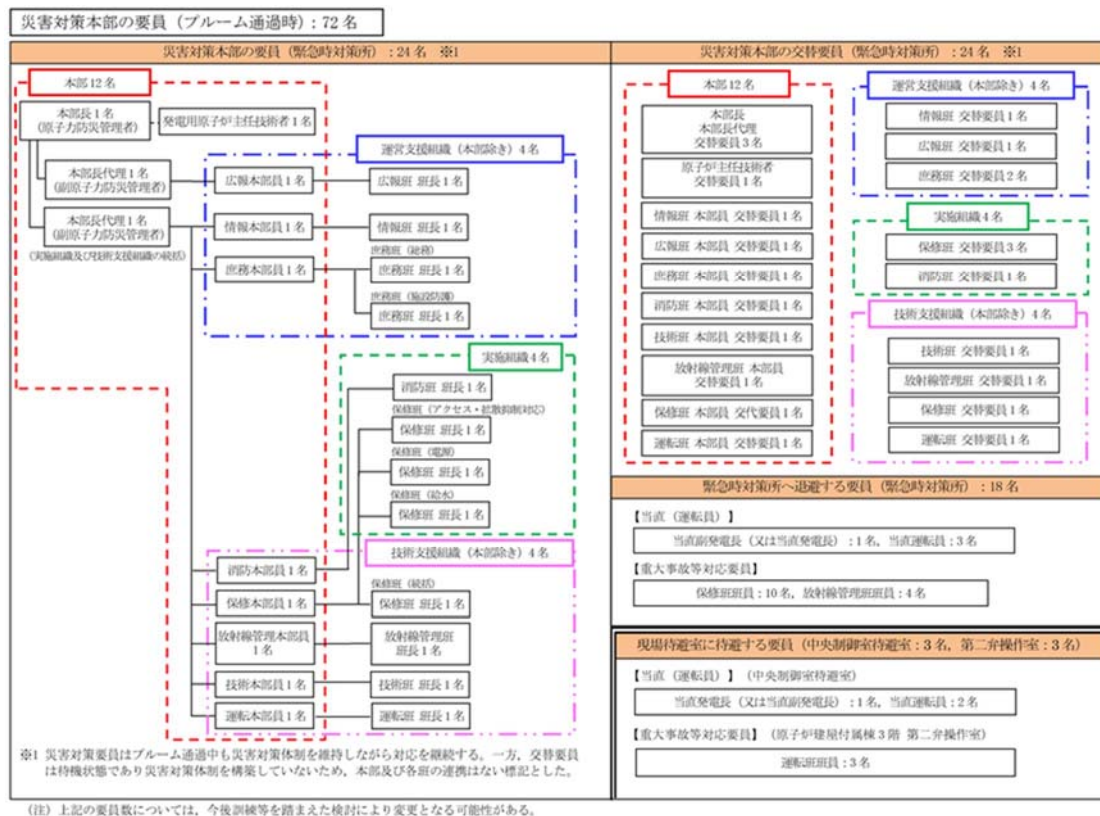 災害対策本部の要員（プルーム通過時）：72名
災害対策本部の要員（緊急時対策所）：24名　※1
本部12名
本部長1名
(原子力防災管理者)
発電用原子炉主任技術者1名
本部長代理1名
(副原子力防災管理者)
本部長代理1名
(副原子力防災管理者)
(実施組織及び技術支援組織の統括)
運営支援組織（本部除き）4名
広報本部員1名
広報班 班長1名
情報本部員1名
情報班 班長1名
庶務班（総務）
庶務本部員1名
庶務班 班長1名
庶務班（施設防護）
庶務班 班長1名
実施組織4名
消防班 班長1名
保修班（アクセス・拡散抑制対応）
保修班 班長1名
保修班（電源）
保修班 班長1名
保修班（給水）
保修班 班長1名
技術支援組織（本部除き）4名
消防本部員1名
保修班（統括）
保修本部員1名
保修班 班長1名
放射線管理本部員
1名
放射線管理班
班長1名
技術本部員1名
技術班 班長1名
運転本部員1名
運転班 班長1名
※1 災害対策要員はプルーム通過中も災害対策体制を維持しながら対応を継続する。一方，交替要員
は待機状態であり災害対策体制を構築していないため，本部及び各班の連携はない標記とした。
災害対策本部の交替要員（緊急時対策所）：24名　※1
本部12名
本部長
本部長代理
交替要員3名
原子炉主任技術者
交替要員1名
情報班 本部員 交替要員1名
広報班 本部員 交替要員1名
庶務班 本部員 交替要員1名
消防班 本部員 交替要員1名
技術班 本部員 交替要員1名
放射線管理班 本部員
交替要員1名
保修班 本部員 交代要員1名
運転班 本部員 交替要員1名
運営支援組織（本部除き）4名
情報班 交替要員1名
広報班 交替要員1名
庶務班 交替要員2名
実施組織4名
保修班 交替要員3名
消防班 交替要員1名
技術支援組織（本部除き）4名
技術班 交替要員1名
放射線管理班 交替要員1名
保修班 交替要員1名
運転班 交替要員1名
緊急時対策所へ退避する要員（緊急時対策所）：18名
【当直（運転員）】
当直副発電長（又は当直発電長）：1名，当直運転員：3名
【重大事故等対応要員】
保修班班員：10名，放射線管理班班員：4名
現場待避室に待避する要員（中央制御室待避室：3名，第二弁操作室：3名）
【当直（運転員）】（中央制御室待避室）
当直発電長（又は当直副発電長）：1名，当直運転員：2名
【重大事故等対応要員】（原子炉建屋付属棟3階 第二弁操作室）
運転班班員：3名
（注）上記の要員数については，今後訓練等を踏まえた検討により変更となる可能性がある。